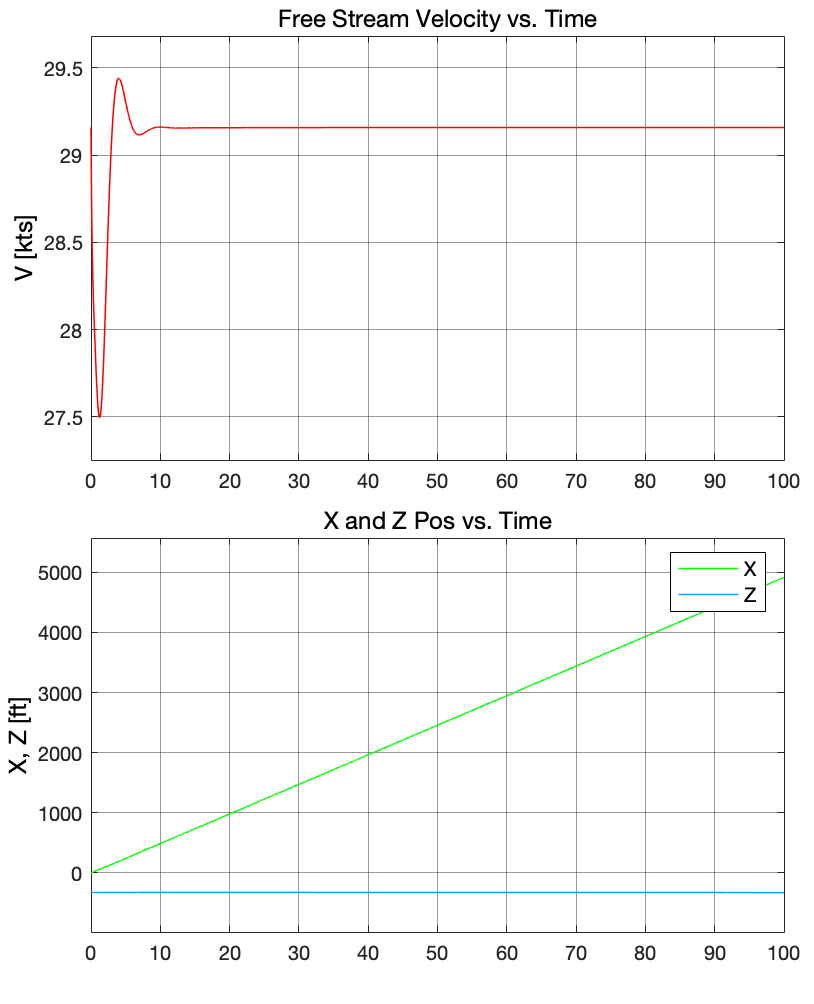 Free Stream Velocity vs. Time
29.5
29
28.5
28
27.5
V [kts]
0 10 20 30 40 50 60 70 80 90 100
X and Z Pos vs. Time
5000
4000
3000
2000
1000
0
X, Z [ft]
X
Z
0 10 20 30 40 50 60 70 80 90 100